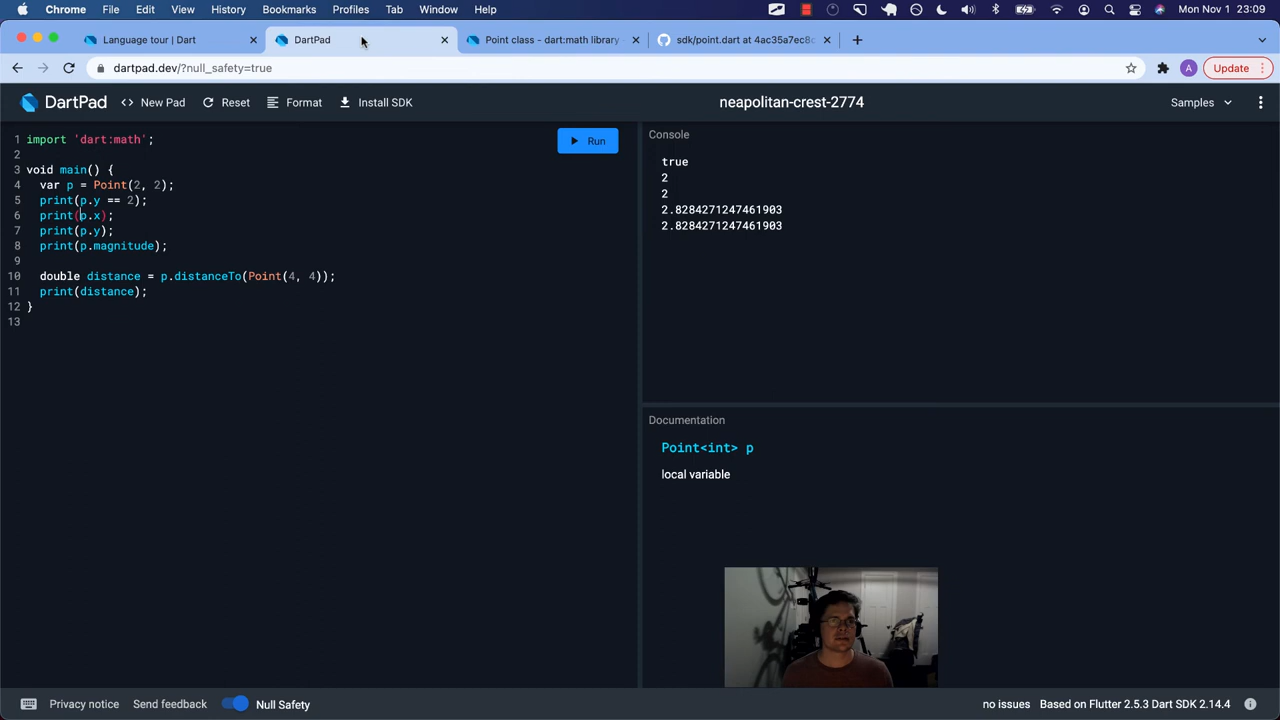 Chrome File Edit View History Bookmarks Profiles Tab Window Help Mon Nov 1 23:09
Language tour | Dart DartPad Point class - dart:math library sdk/point.dart at 4ac35a7ec8c
dartpad.dev/?null_safety=true A Update
DartPad New Pad Reset Format Install SDK neapolitan-crest-2774 Samples
1 import 'dart:math';
2
3 void main() {
4 var p = Point(2, 2);
5 print(p.y == 2);
6 print(p.x);
7 print(p.y);
8 print(p.magnitude);
9
10 double distance = p.distanceTo(Point(4, 4));
11 print(distance);
12 }
13
Run
Console
true
2
2
2.8284271247461903
2.8284271247461903
Documentation
Point<int> p
local variable
Privacy notice Send feedback Null Safety no issues Based on Flutter 2.5.3 Dart SDK 2.14.4